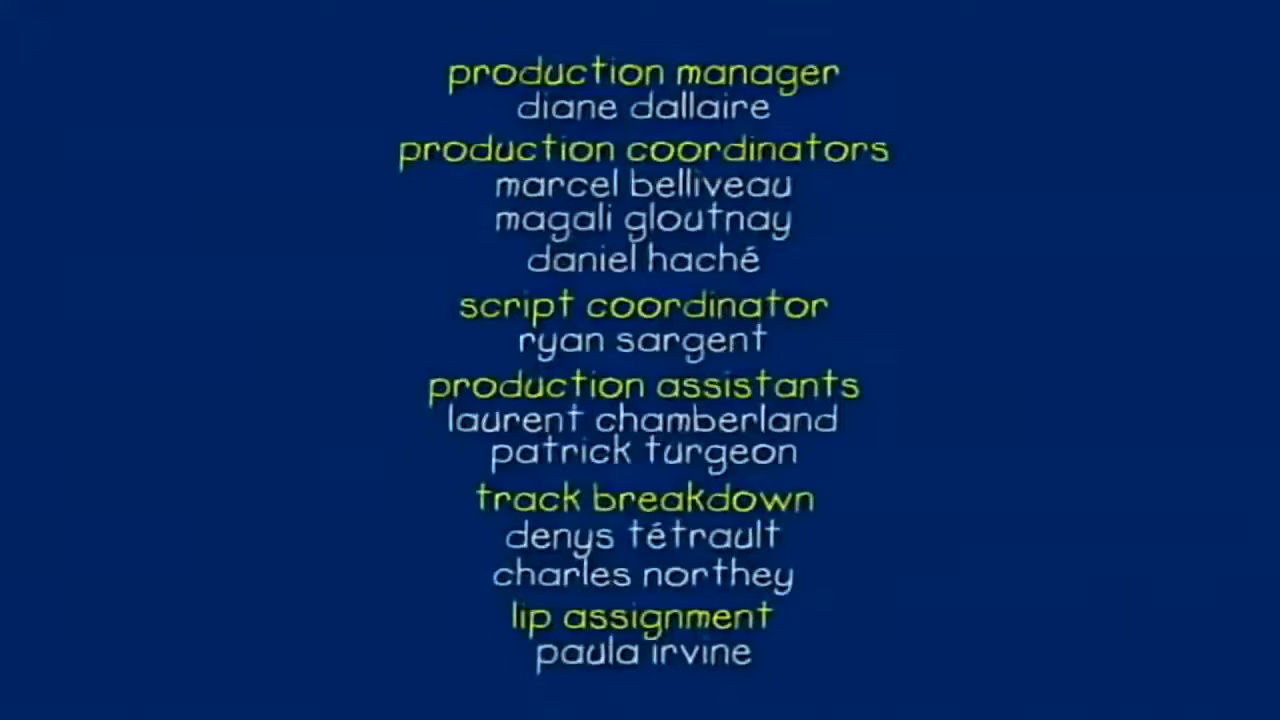 production manager
diane dallaire
production coordinators
marcel belliveau
magali gloutnay
daniel haché
script coordinator
ryan sargent
production assistants
laurent chamberland
patrick turgeon
track breakdown
denys tétrault
charles northey
lip assignment
paula irvine